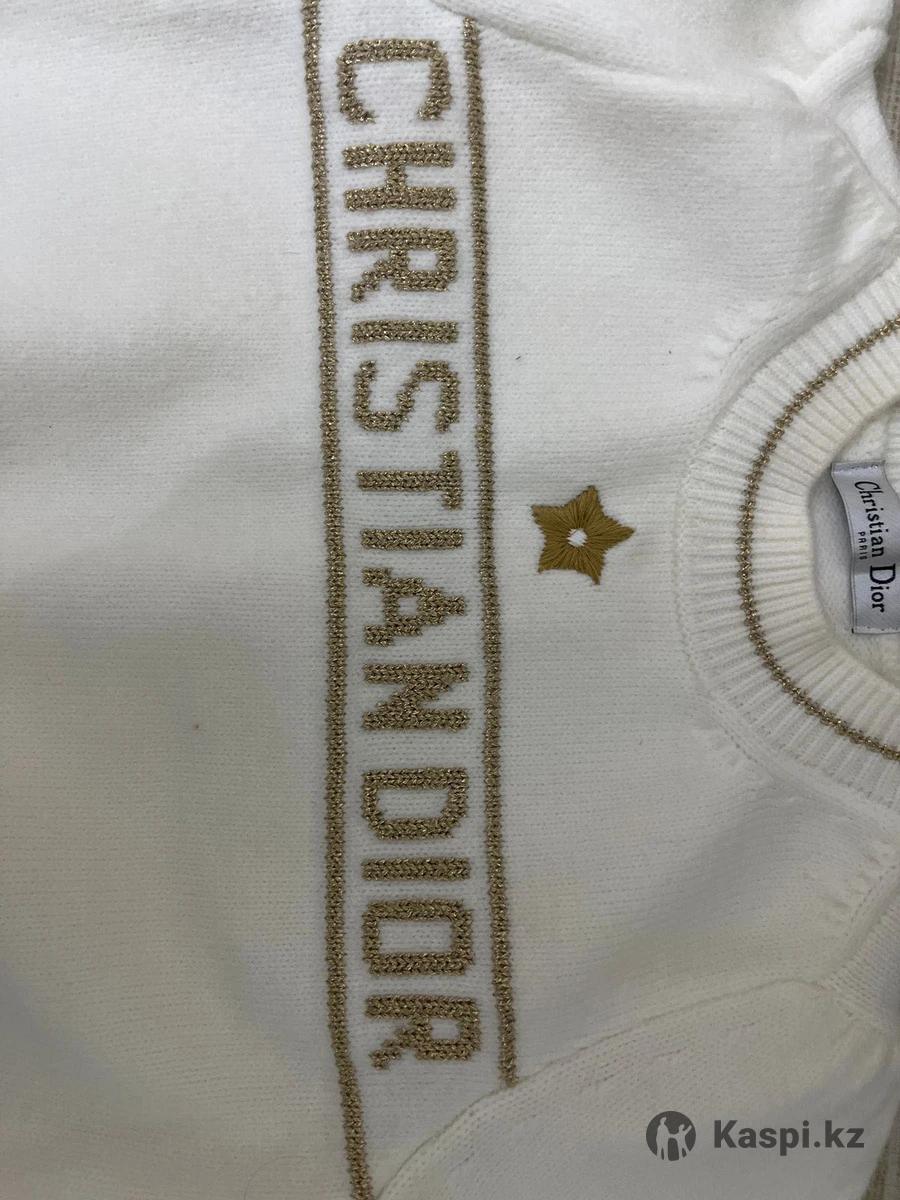 CHRISTIAN DIOR
Christian Dior
PARIS
Kaspi.kz